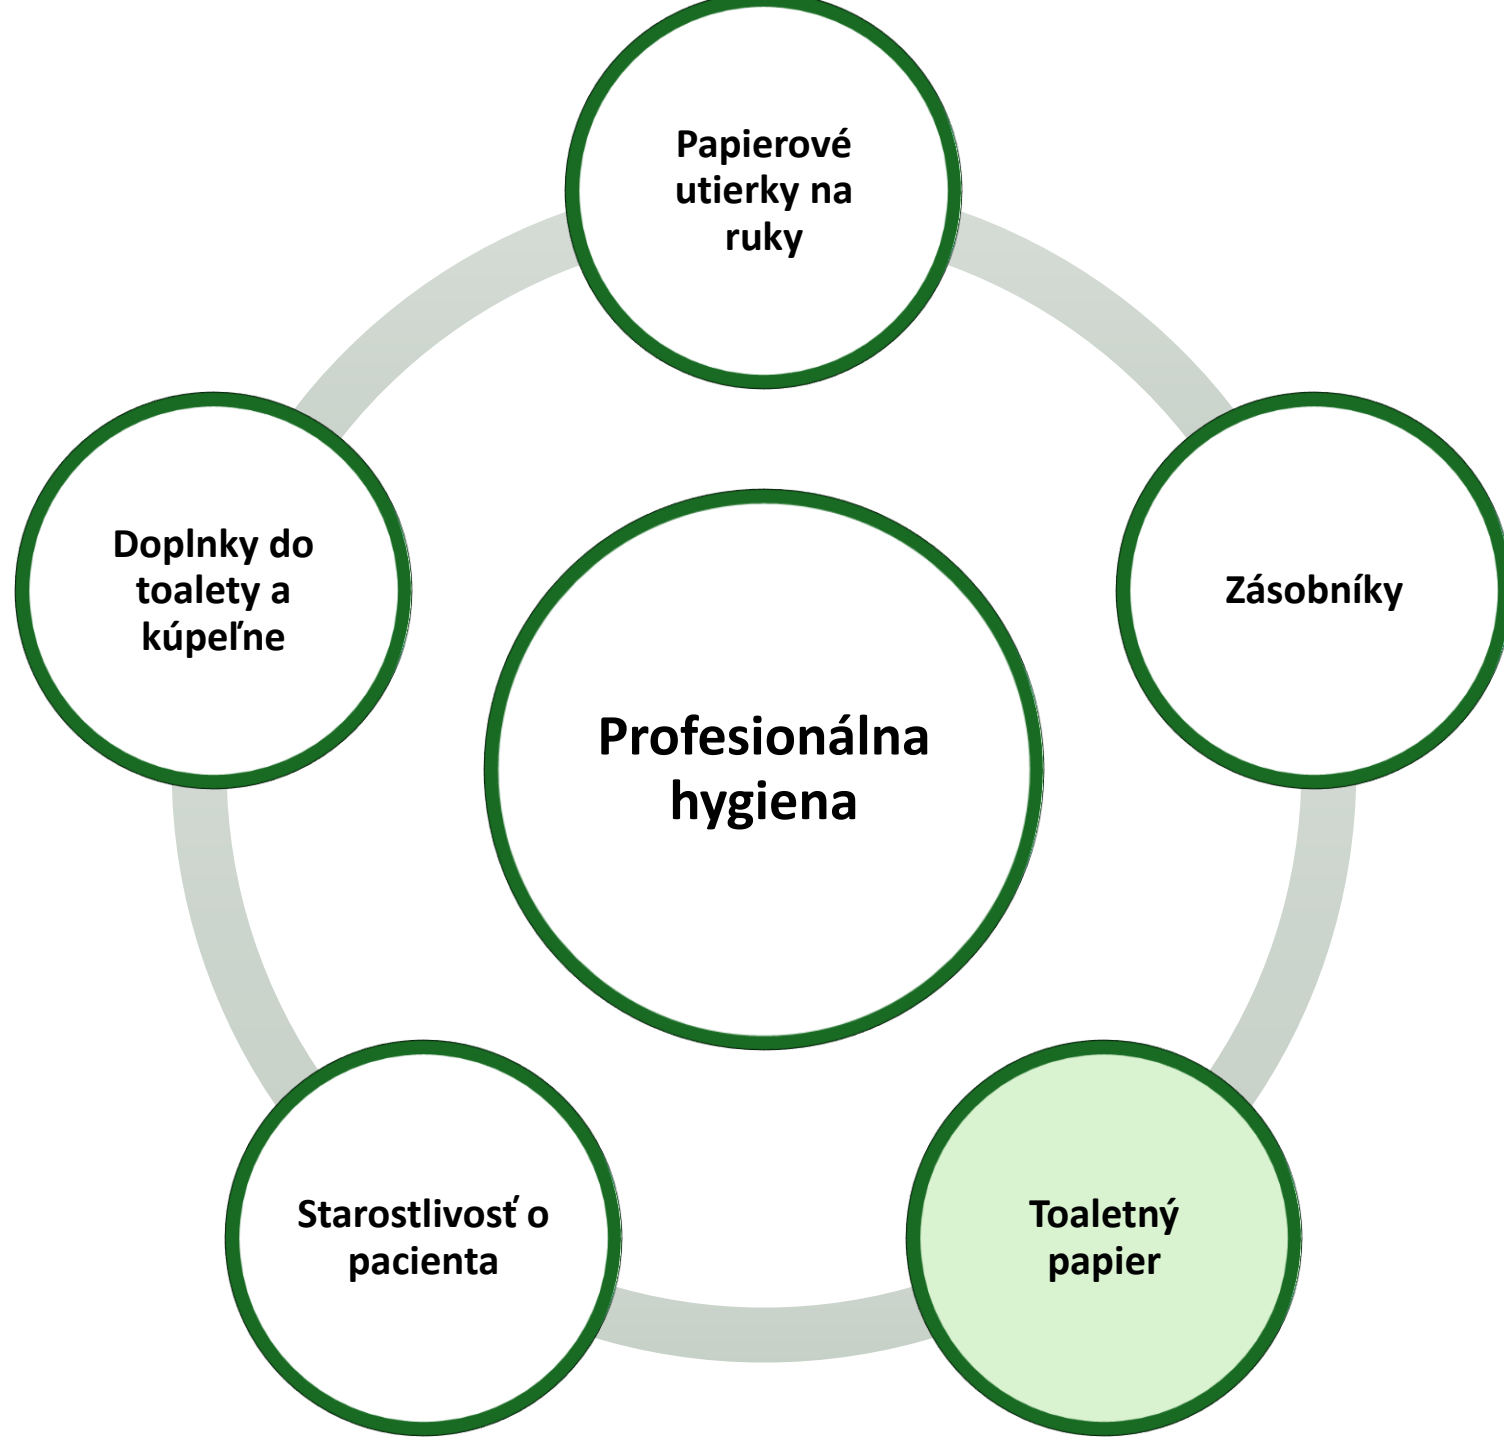 Papierové
utierky na
ruky
Doplnky do
toalety a
kúpeľne
Zásobníky
Profesionálna
hygiena
Starostlivosť o
pacienta
Toaletný
papier